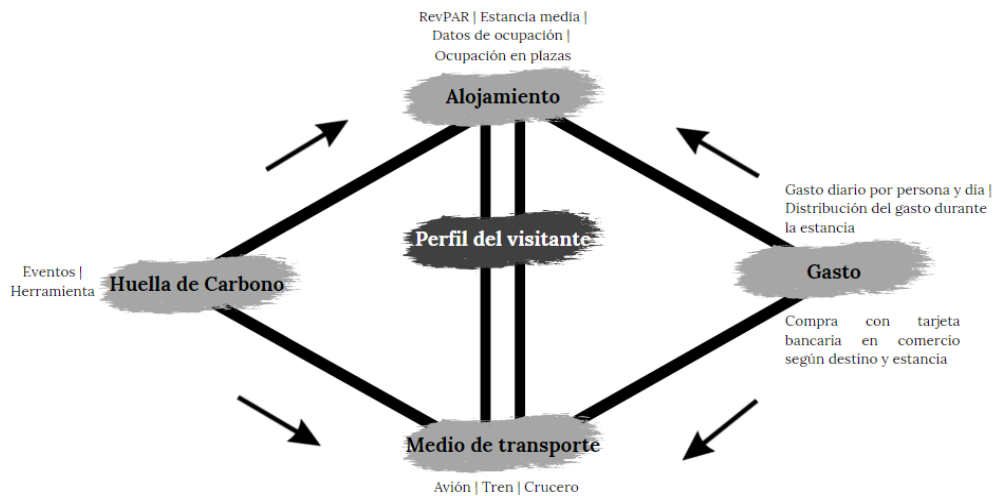 RevPAR | Estancia media |
Datos de ocupación |
Ocupación en plazas
Alojamiento
Gasto diario por persona y día |
Distribución del gasto durante
la estancia
Perfil del visitante
Eventos |
Herramienta
Huella de Carbono
Gasto
Compra con tarjeta
bancaria en comercio
según destino y estancia
Medio de transporte
Avión | Tren | Crucero